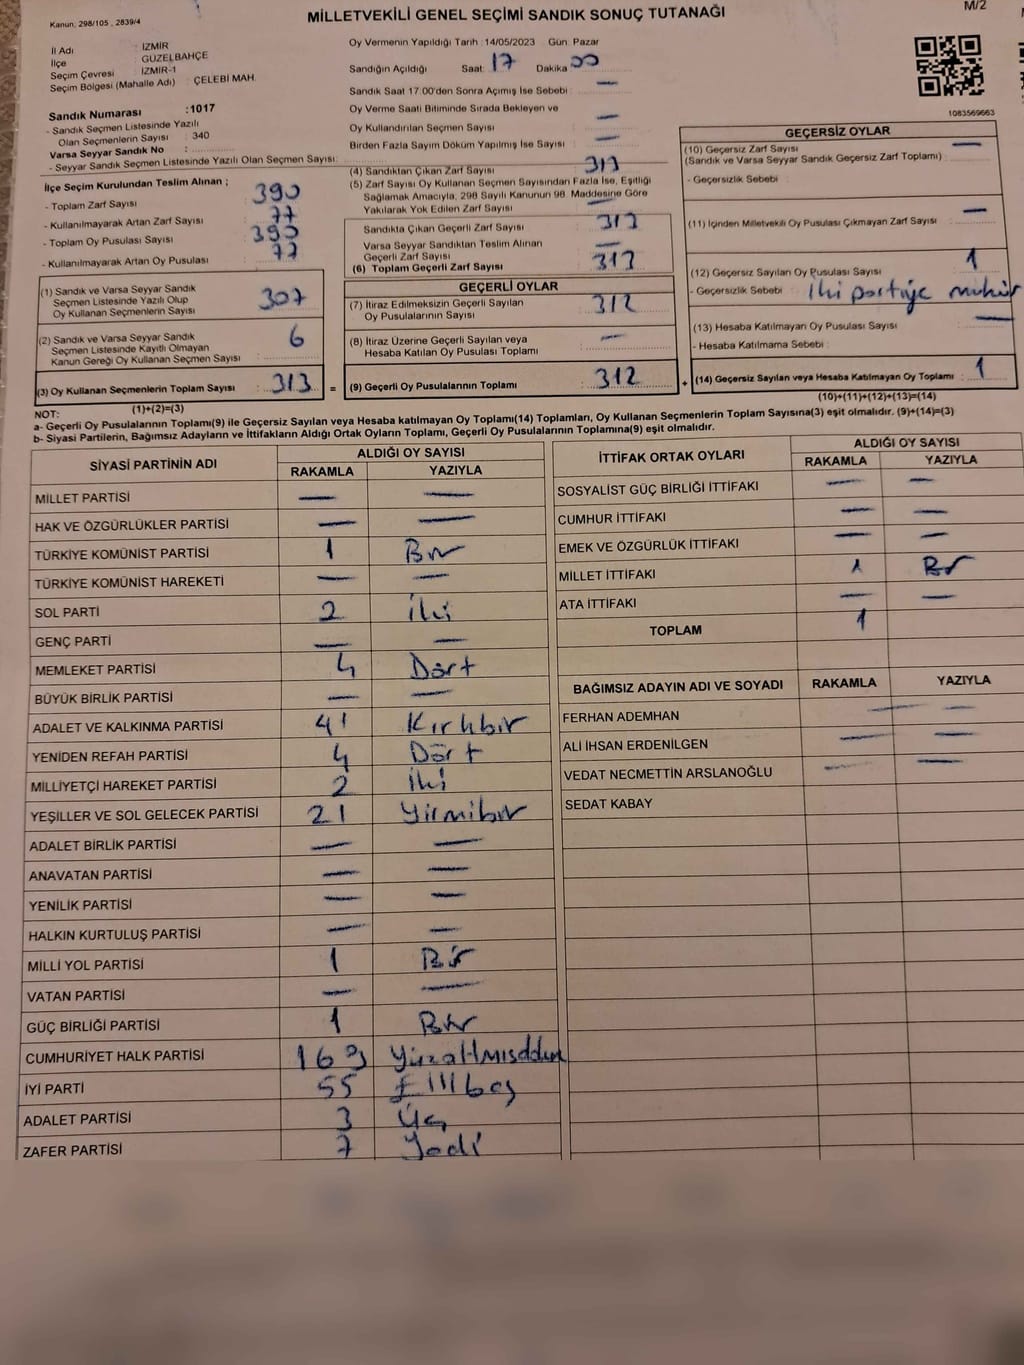 Kanun: 298/105 , 2839/4
MİLLETVEKİLİ GENEL SEÇİMİ SANDIK SONUÇ TUTANAĞI
M/2
İl Adı : İZMİR
İlçe : GÜZELBAHÇE
Seçim Çevresi : İZMİR-1
Seçim Bölgesi (Mahalle Adı) : ÇELEBİ MAH.
Sandık Numarası : 1017
- Sandık Seçmen Listesinde Yazılı
Olan Seçmenlerin Sayısı : 340
Varsa Seyyar Sandık No :
- Seyyar Sandık Seçmen Listesinde Yazılı Olan Seçmen Sayısı:
Oy Vermenin Yapıldığı Tarih :14/05/2023 Gün: Pazar
Sandığın Açıldığı Saat: 17 Dakika: 00
Sandık Saat 17:00'den Sonra Açımış İse Sebebi : —
Oy Verme Saati Bitiminde Sırada Bekleyen ve
Oy Kullandırılan Seçmen Sayısı : —
Birden Fazla Sayım Döküm Yapılmış İse Sayısı : —
1083569663
İlçe Seçim Kurulundan Teslim Alınan ;
- Toplam Zarf Sayısı : 390
- Kullanılmayarak Artan Zarf Sayısı : 77
- Toplam Oy Pusulası Sayısı : 390
- Kullanılmayarak Artan Oy Pusulası : 77
(1) Sandık ve Varsa Seyyar Sandık
Seçmen Listesinde Yazılı Olup
Oy Kullanan Seçmenlerin Sayısı : 307
(2) Sandık ve Varsa Seyyar Sandık
Seçmen Listesinde Kayıtlı Olmayan
Kanun Gereği Oy Kullanan Seçmen Sayısı : 6
(3) Oy Kullanan Seçmenlerin Toplam Sayısı : 313
(1)+(2)=(3)
(4) Sandıktan Çıkan Zarf Sayısı : 313
(5) Zarf Sayısı Oy Kullanan Seçmen Sayısından Fazla İse, Eşitliği
Sağlamak Amacıyla, 298 Sayılı Kanunun 98. Maddesine Göre
Yakılarak Yok Edilen Zarf Sayısı : —
Sandıkta Çıkan Geçerli Zarf Sayısı : 313
Varsa Seyyar Sandıktan Teslim Alınan
Geçerli Zarf Sayısı : —
(6) Toplam Geçerli Zarf Sayısı : 313
GEÇERLİ OYLAR
(7) İtiraz Edilmeksizin Geçerli Sayılan
Oy Pusulalarının Sayısı : 312
(8) İtiraz Üzerine Geçerli Sayılan veya
Hesaba Katılan Oy Pusulası Toplamı : —
= (9) Geçerli Oy Pusulalarının Toplamı : 312
GEÇERSİZ OYLAR
(10) Geçersiz Zarf Sayısı
(Sandık ve Varsa Seyyar Sandık Geçersiz Zarf Toplamı) : —
- Geçersizlik Sebebi :
(11) İçinden Milletvekili Oy Pusulası Çıkmayan Zarf Sayısı : —
(12) Geçersiz Sayılan Oy Pusulası Sayısı : 1
- Geçersizlik Sebebi : İki partiye mühür
(13) Hesaba Katılmayan Oy Pusulası Sayısı : —
- Hesaba Katılmama Sebebi :
+ (14) Geçersiz Sayılan veya Hesaba Katılmayan Oy Toplamı : 1
(10)+(11)+(12)+(13)=(14)
NOT:
a- Geçerli Oy Pusulalarının Toplamı(9) ile Geçersiz Sayılan veya Hesaba katılmayan Oy Toplamı(14) Toplamları, Oy Kullanan Seçmenlerin Toplam Sayısına(3) eşit olmalıdır. (9)+(14)=(3)
b- Siyasi Partilerin, Bağımsız Adayların ve İttifakların Aldığı Ortak Oyların Toplamı, Geçerli Oy Pusulalarının Toplamına(9) eşit olmalıdır.
SİYASİ PARTİNİN ADI ALDIĞI OY SAYISI
RAKAMLA YAZIYLA
MİLLET PARTİSİ — —
HAK VE ÖZGÜRLÜKLER PARTİSİ — —
TÜRKİYE KOMÜNİST PARTİSİ 1 Bir
TÜRKİYE KOMÜNİST HAREKETİ — —
SOL PARTİ 2 İki
GENÇ PARTİ — —
MEMLEKET PARTİSİ 4 Dört
BÜYÜK BİRLİK PARTİSİ — —
ADALET VE KALKINMA PARTİSİ 41 Kırkbir
YENİDEN REFAH PARTİSİ 4 Dört
MİLLİYETÇİ HAREKET PARTİSİ 2 İki
YEŞİLLER VE SOL GELECEK PARTİSİ 21 Yirmibir
ADALET BİRLİK PARTİSİ — —
ANAVATAN PARTİSİ — —
YENİLİK PARTİSİ — —
HALKIN KURTULUŞ PARTİSİ — —
MİLLİ YOL PARTİSİ 1 Bir
VATAN PARTİSİ — —
GÜÇ BİRLİĞİ PARTİSİ 1 Bir
CUMHURİYET HALK PARTİSİ 169
İYİ PARTİ 55 Ellibeş
ADALET PARTİSİ 3 Üç
ZAFER PARTİSİ 7 Yedi
İTTİFAK ORTAK OYLARI ALDIĞI OY SAYISI
RAKAMLA YAZIYLA
SOSYALİST GÜÇ BİRLİĞİ İTTİFAKI — —
CUMHUR İTTİFAKI — —
EMEK VE ÖZGÜRLÜK İTTİFAKI — —
MİLLET İTTİFAKI 1 Bir
ATA İTTİFAKI — —
TOPLAM 1
BAĞIMSIZ ADAYIN ADI VE SOYADI RAKAMLA YAZIYLA
FERHAN ADEMHAN — —
ALİ İHSAN ERDENİLGEN — —
VEDAT NECMETTİN ARSLANOĞLU — —
SEDAT KABAY